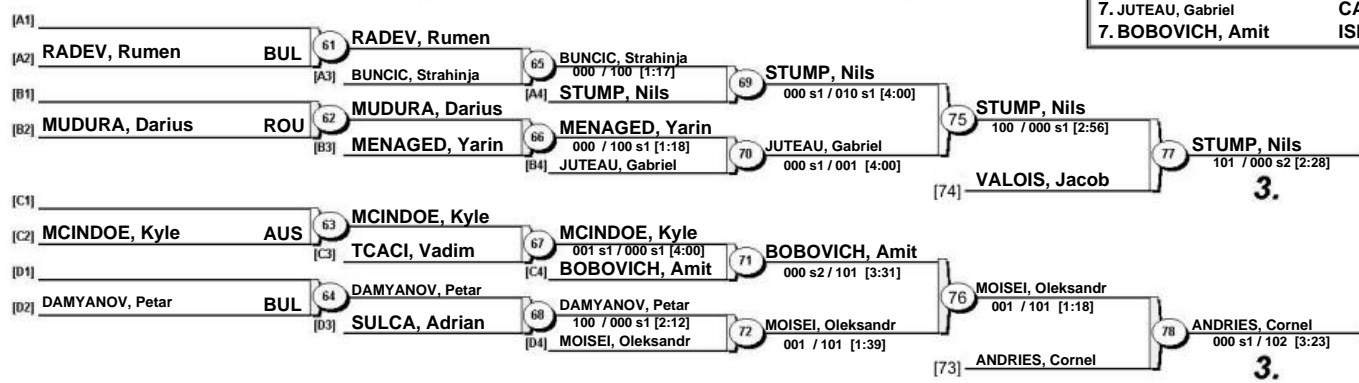 7. JUTEAU, Gabriel CA
7. BOBOVICH, Amit
[A1]
[A2] RADEV, Rumen BUL
61
RADEV, Rumen
[A3] BUNCIC, Strahinja
65
BUNCIC, Strahinja
000 / 100 [1:17]
[A4] STUMP, Nils
69
STUMP, Nils
000 s1 / 010 s1 [4:00]
[B1]
[B2] MUDURA, Darius ROU
62
MUDURA, Darius
[B3] MENAGED, Yarin
66
MENAGED, Yarin
000 / 100 s1 [1:18]
[B4] JUTEAU, Gabriel
70
JUTEAU, Gabriel
000 s1 / 001 [4:00]
75
STUMP, Nils
100 / 000 s1 [2:56]
[74] VALOIS, Jacob
77
STUMP, Nils
101 / 000 s2 [2:28]
3.
[C1]
[C2] MCINDOE, Kyle AUS
63
MCINDOE, Kyle
[C3] TCACI, Vadim
67
MCINDOE, Kyle
001 s1 / 000 s1 [4:00]
[C4] BOBOVICH, Amit
71
BOBOVICH, Amit
000 s2 / 101 [3:31]
[D1]
[D2] DAMYANOV, Petar BUL
64
DAMYANOV, Petar
[D3] SULCA, Adrian
68
DAMYANOV, Petar
100 / 000 s1 [2:12]
[D4] MOISEI, Oleksandr
72
MOISEI, Oleksandr
001 / 101 [1:39]
76
MOISEI, Oleksandr
001 / 101 [1:18]
[73] ANDRIES, Cornel
78
ANDRIES, Cornel
000 s1 / 102 [3:23]
3.